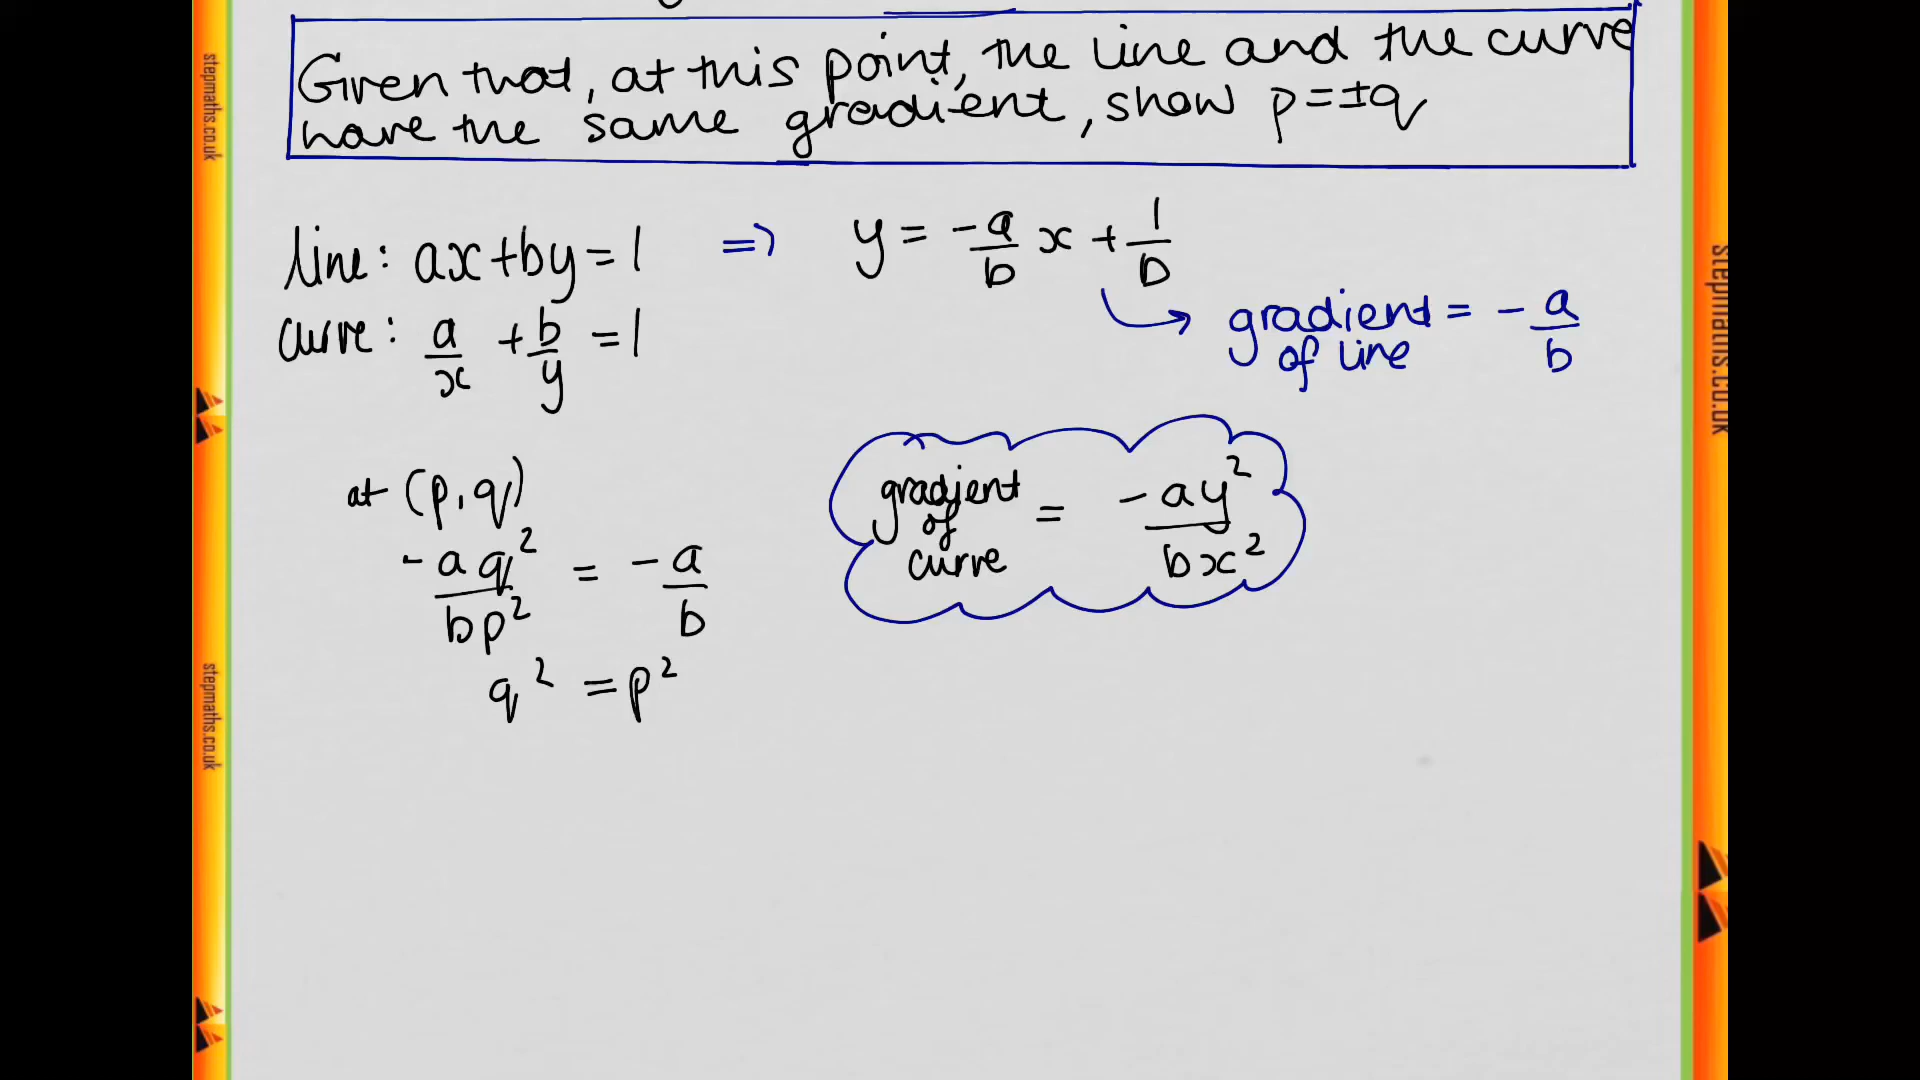 Given that, at this point, the line and the curve
have the same gradient, show p=±q
line: ax+by=1 => y = -a/b x + 1/b
gradient of line = -a/b
curve: a/x + b/y = 1
at (p,q)
-aq²/bp² = -a/b
q² = p²
gradient of curve = -ay²/bx²
stepmaths.co.uk
stepmaths.co.uk
stepmaths.co.uk